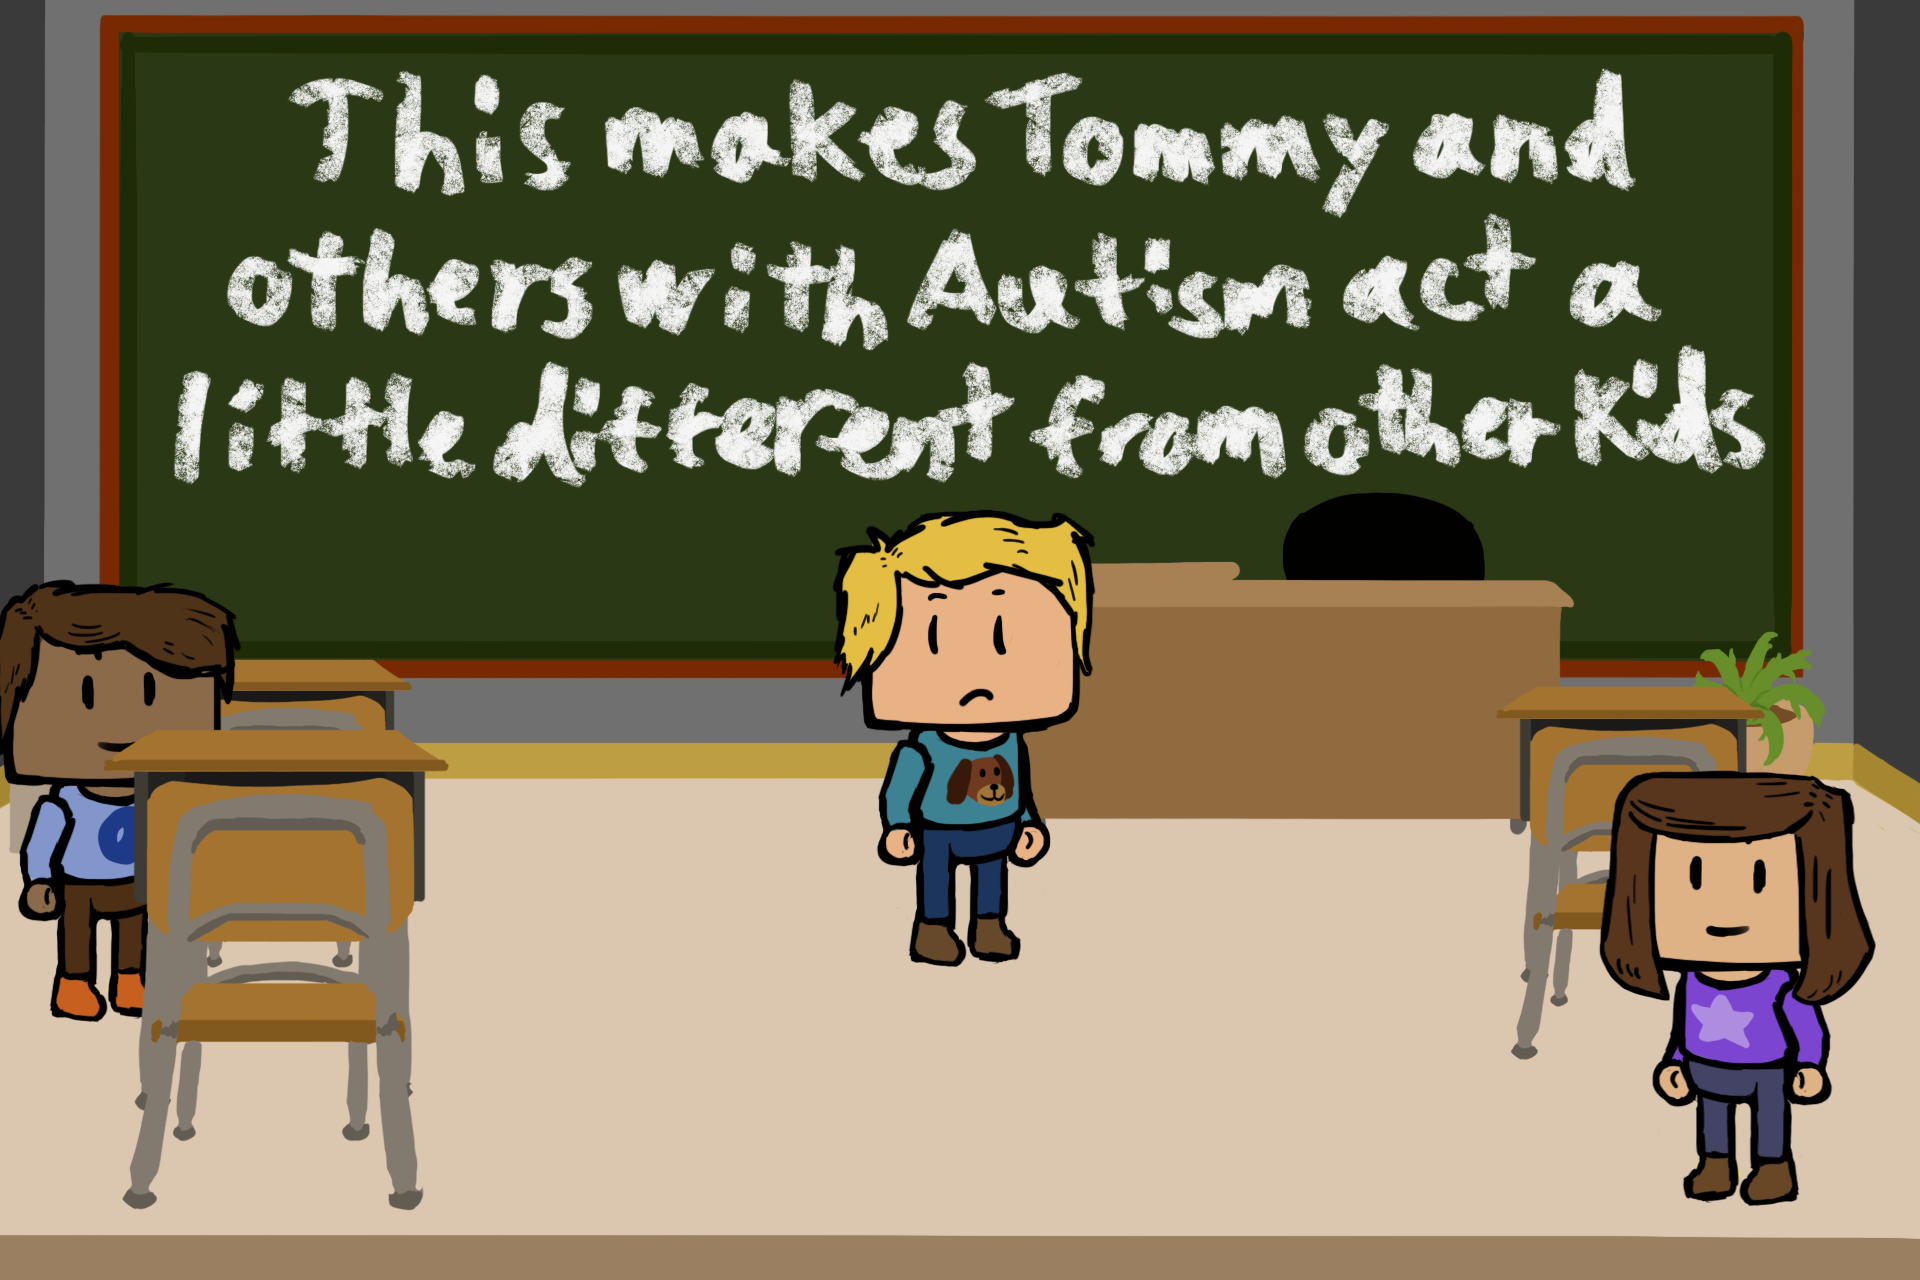 This makes Tommy and
others with Autism act a
little different from other Kids